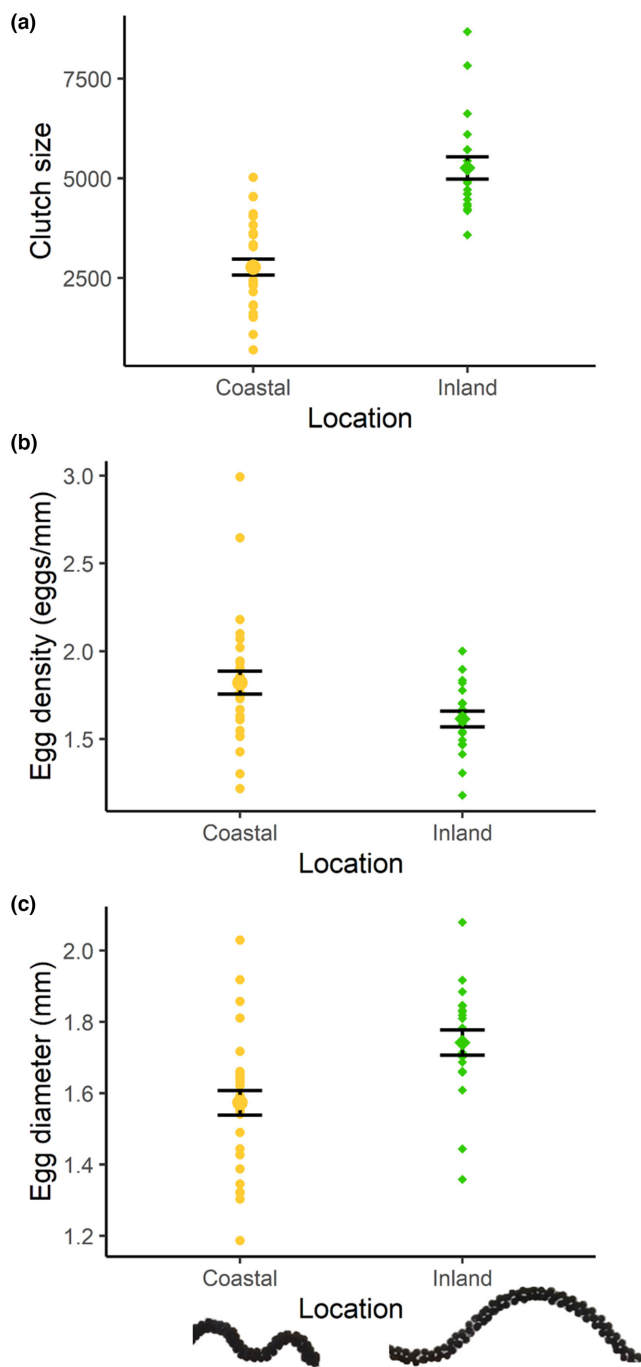 (a)
Clutch size
7500
5000
2500
Coastal
Inland
Location
(b)
Egg density (eggs/mm)
3.0
2.5
2.0
1.5
Coastal
Inland
Location
(c)
Egg diameter (mm)
2.0
1.8
1.6
1.4
1.2
Coastal
Inland
Location